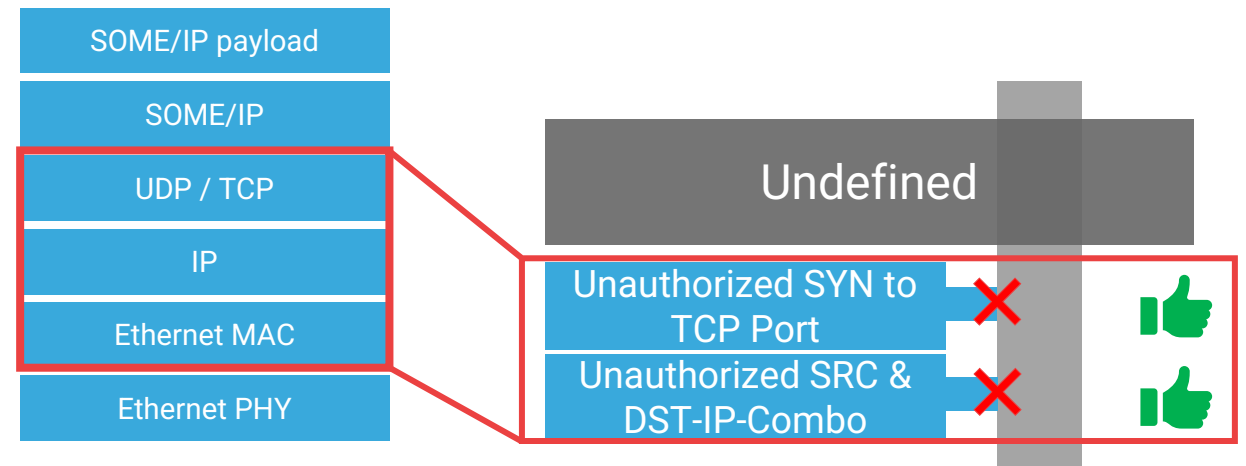 SOME/IP payload
SOME/IP
UDP / TCP
IP
Ethernet MAC
Ethernet PHY
Undefined
Unauthorized SYN to
TCP Port
Unauthorized SRC &
DST-IP-Combo